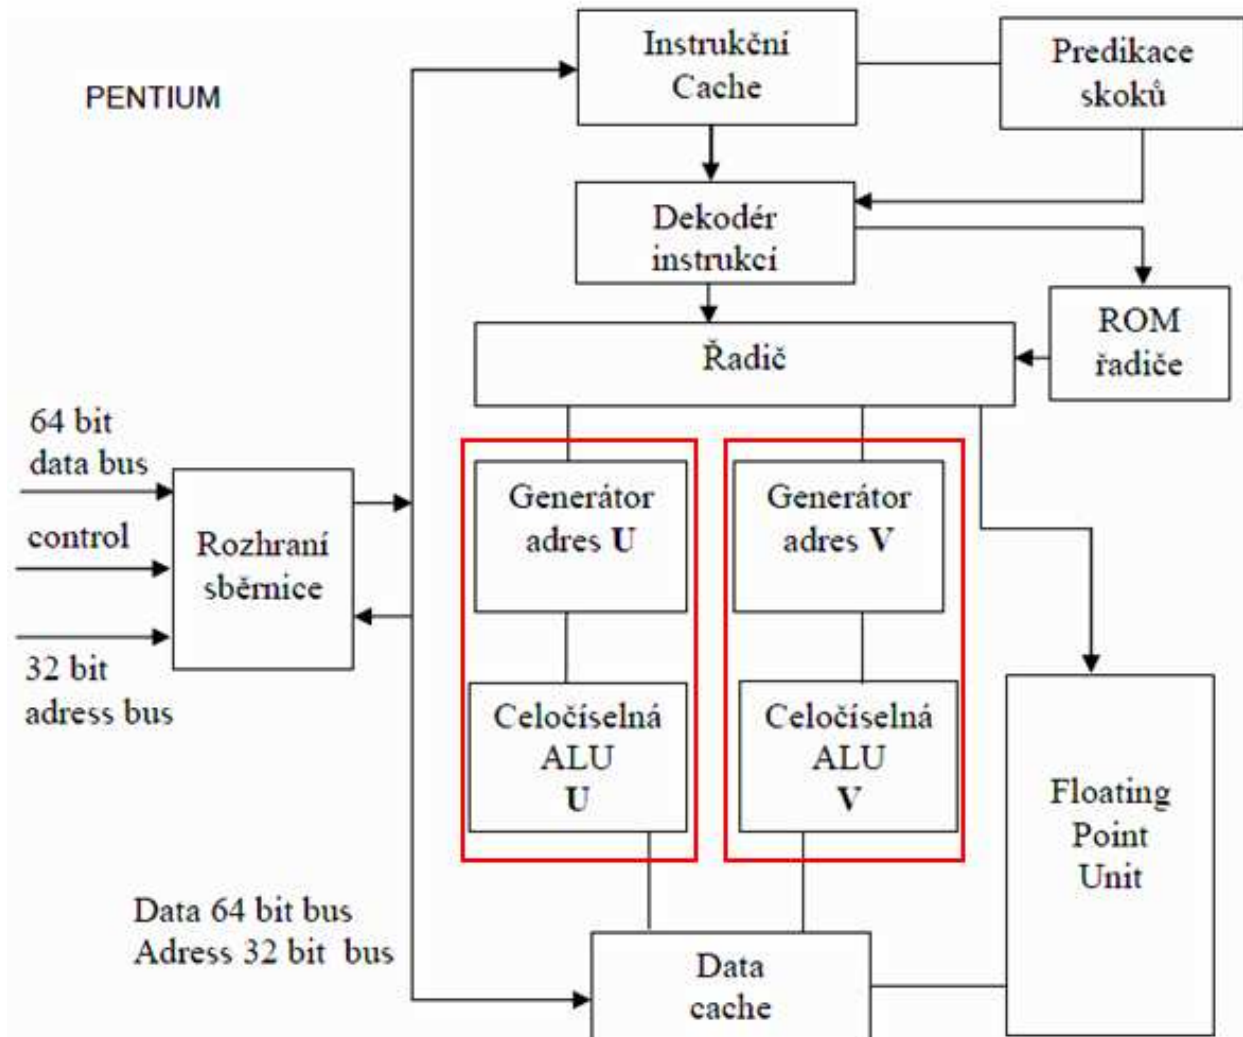 PENTIUM
Instrukční
Cache
Predikace
skoků
Dekodér
instrukcí
ROM
řadiče
Řadič
64 bit
data bus
control
32 bit
adress bus
Rozhraní
sběrnice
Generátor
adres U
Generátor
adres V
Celočíselná
ALU
U
Celočíselná
ALU
V
Floating
Point
Unit
Data 64 bit bus
Adress 32 bit bus
Data
cache